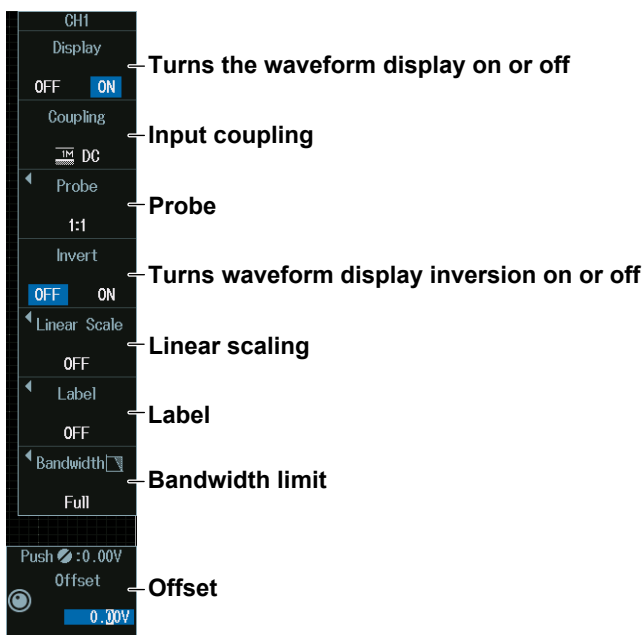 CH1
Display
OFF ON
Turns the waveform display on or off
Coupling
1M DC
Input coupling
Probe
1:1
Probe
Invert
OFF ON
Turns waveform display inversion on or off
Linear Scale
OFF
Linear scaling
Label
OFF
Label
Bandwidth
Full
Bandwidth limit
Push :0.00V
Offset
0.00V
Offset